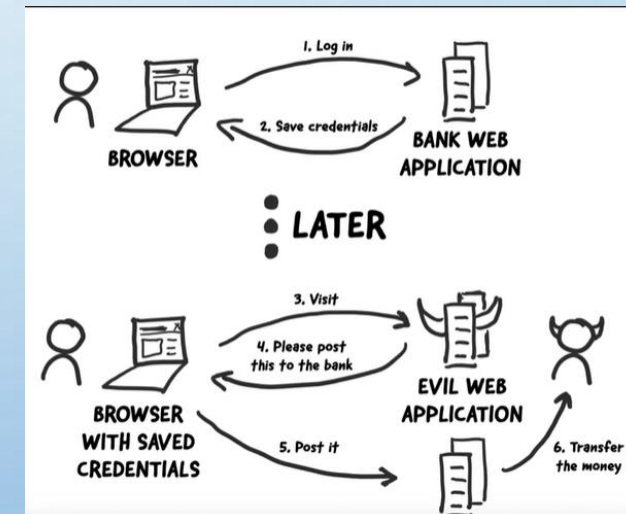 1. Log in
2. Save credentials
BROWSER
BANK WEB
APPLICATION
LATER
3. Visit
4. Please post
this to the bank
EVIL WEB
APPLICATION
BROWSER
WITH SAVED
CREDENTIALS
5. Post it
6. Transfer
the money